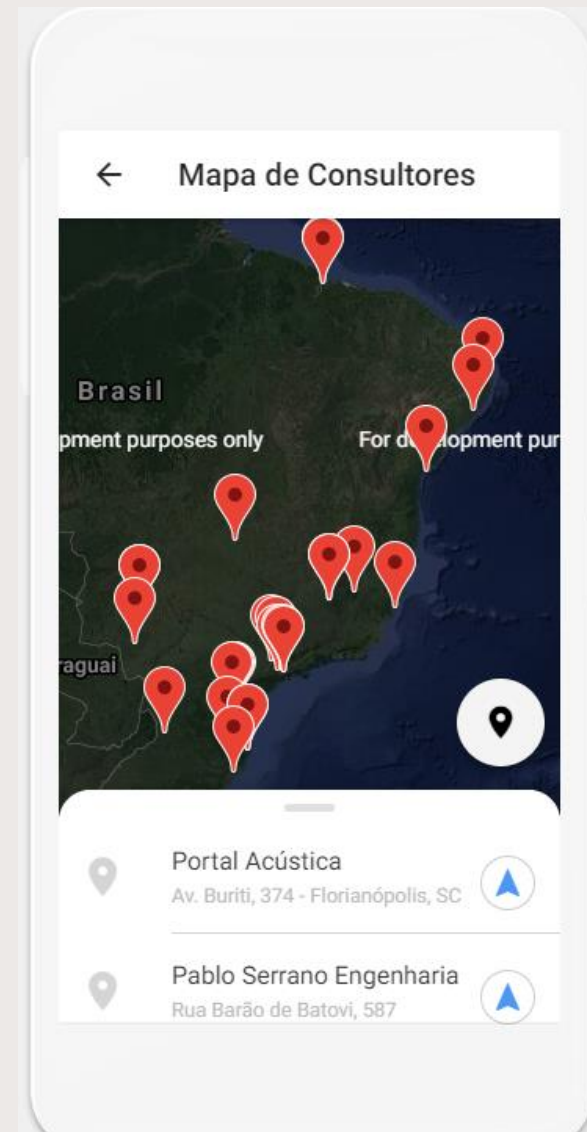 Mapa de Consultores
Brasil
pment purposes only
For development pur
raguai
Portal Acústica
Av. Buriti, 374 - Florianópolis, SC
Pablo Serrano Engenharia
Rua Barão de Batovi, 587